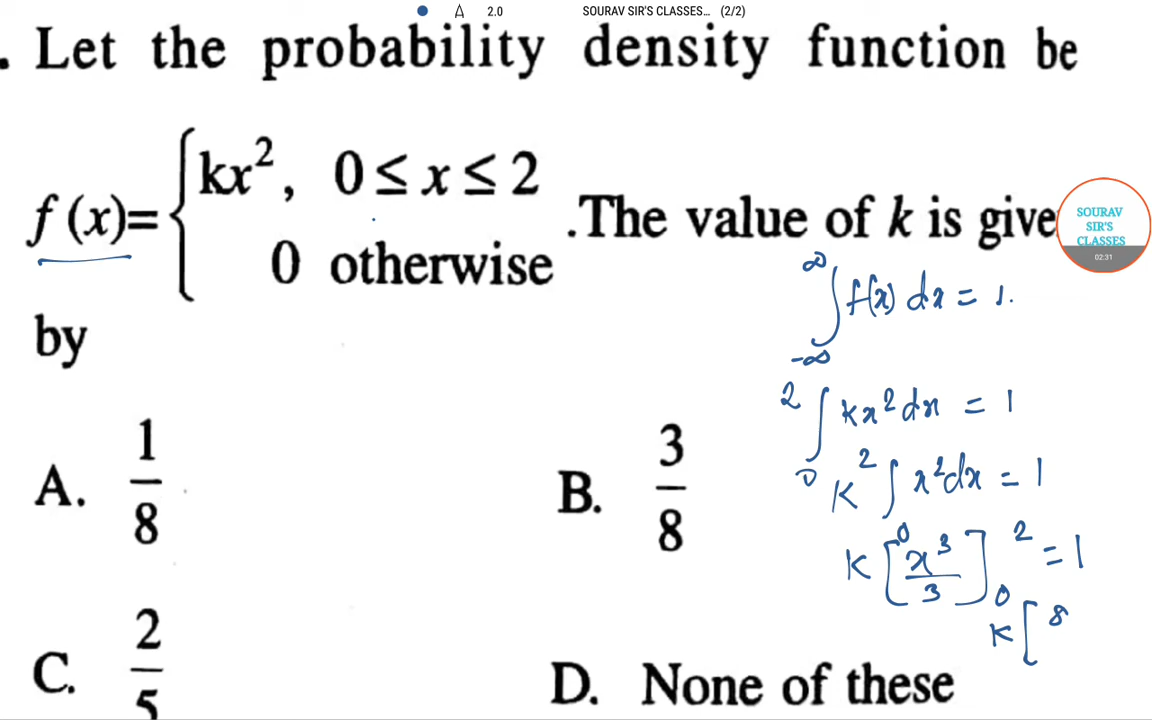 2.0 SOURAV SIR'S CLASSES... (2/2)
. Let the probability density function be
f (x)= { kx², 0 ≤ x ≤ 2
0 otherwise
.The value of k is give
by
SOURAV
SIR'S
CLASSES
02:31
A. 1/8
B. 3/8
C. 2/5
D. None of these
∫_{-∞}^{∞} f(x) dx = 1.
∫_0^2 kx² dx = 1
K ∫_0^2 x² dx = 1
K [x³/3]_0^2 = 1
K [ 8